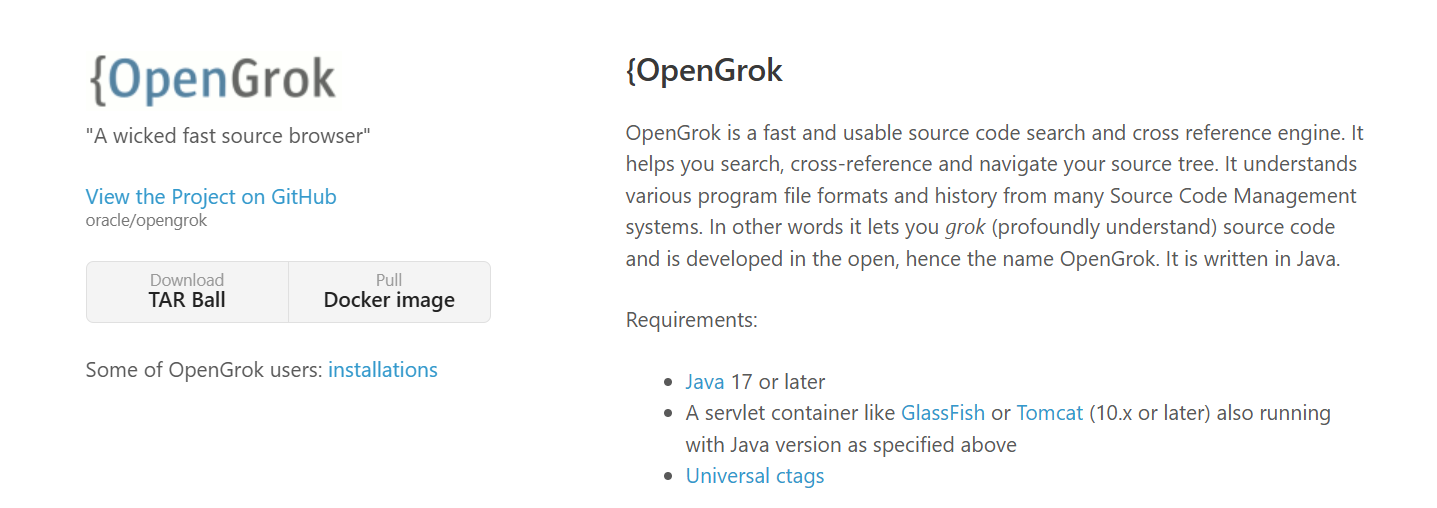 {OpenGrok
"A wicked fast source browser"
View the Project on GitHub
oracle/opengrok
Download
TAR Ball
Pull
Docker image
Some of OpenGrok users: installations
{OpenGrok
OpenGrok is a fast and usable source code search and cross reference engine. It
helps you search, cross-reference and navigate your source tree. It understands
various program file formats and history from many Source Code Management
systems. In other words it lets you grok (profoundly understand) source code
and is developed in the open, hence the name OpenGrok. It is written in Java.
Requirements:
• Java 17 or later
• A servlet container like GlassFish or Tomcat (10.x or later) also running
with Java version as specified above
• Universal ctags